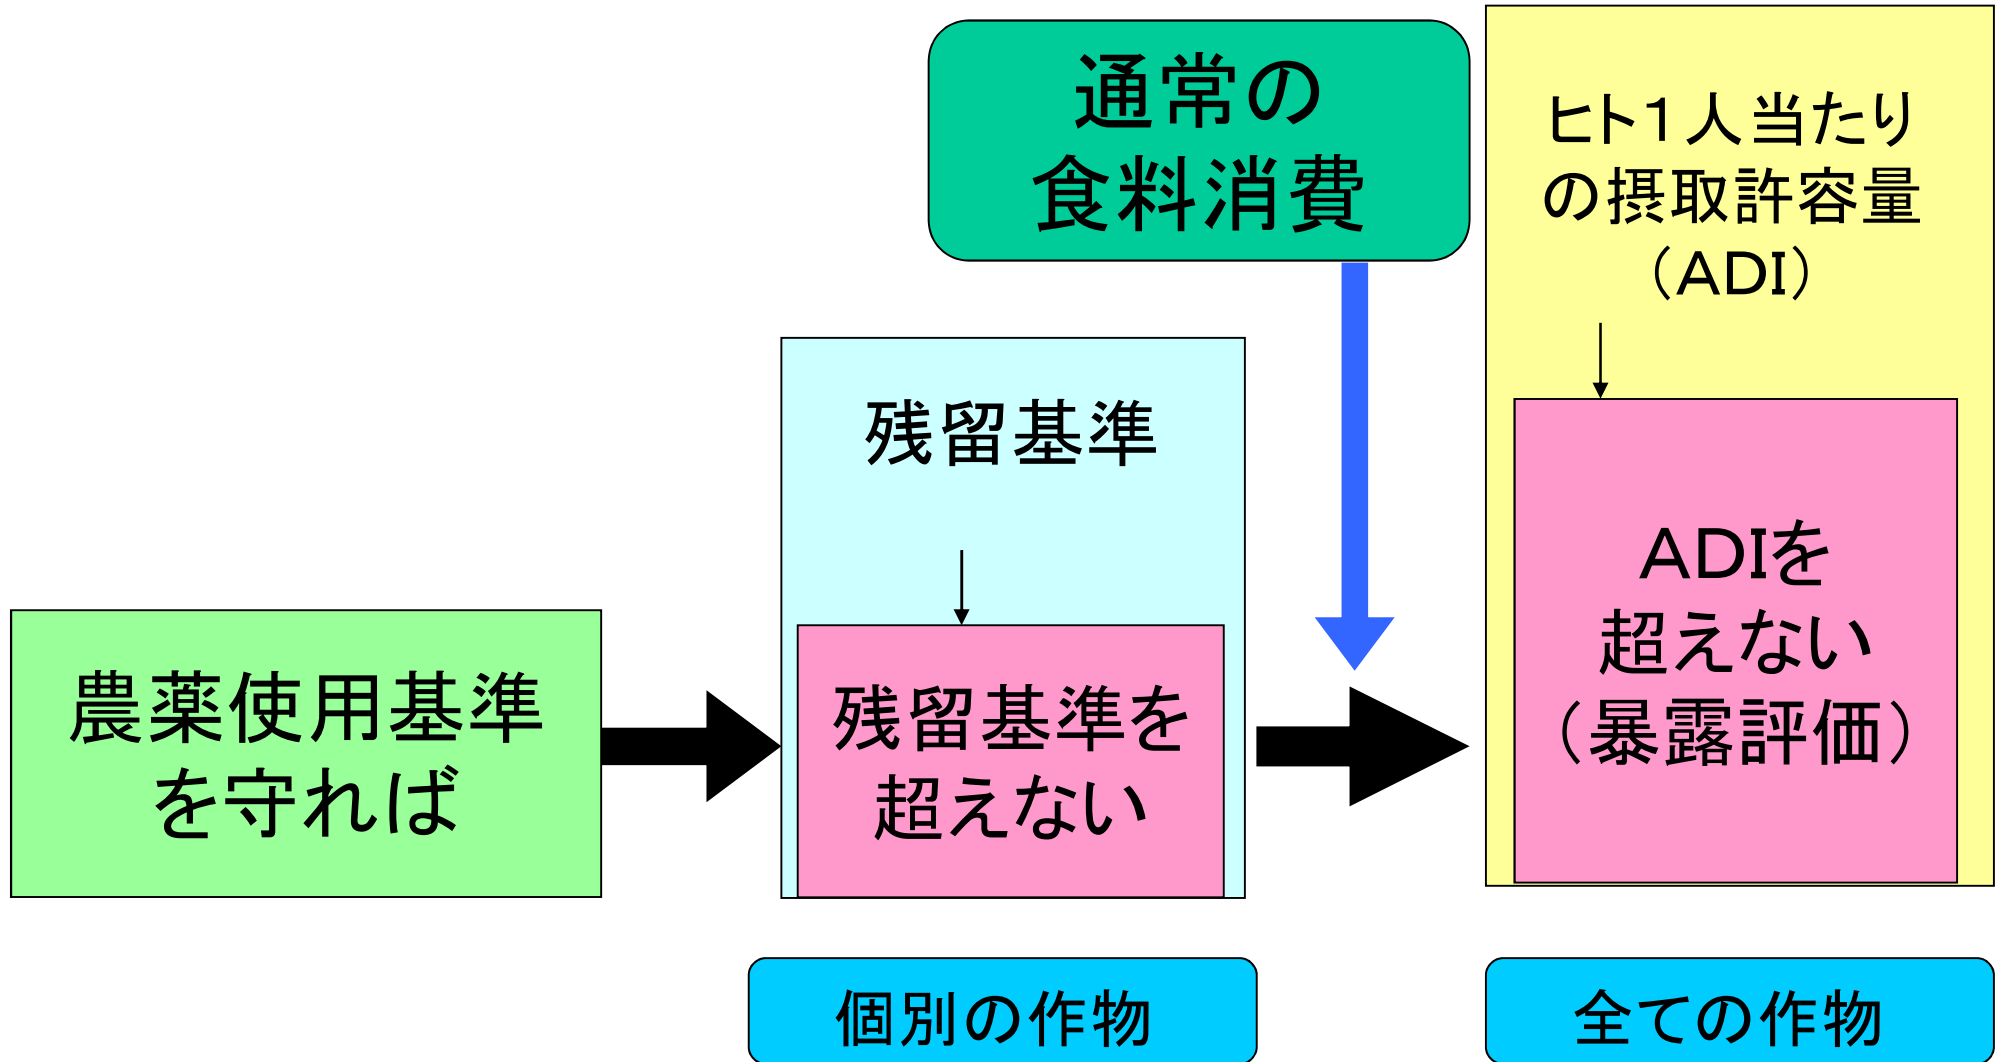 通常の
食料消費
ヒト１人当たり
の摂取許容量
（ADI）
残留基準
農薬使用基準
を守れば
残留基準を
超えない
ADIを
超えない
（暴露評価）
個別の作物
全ての作物